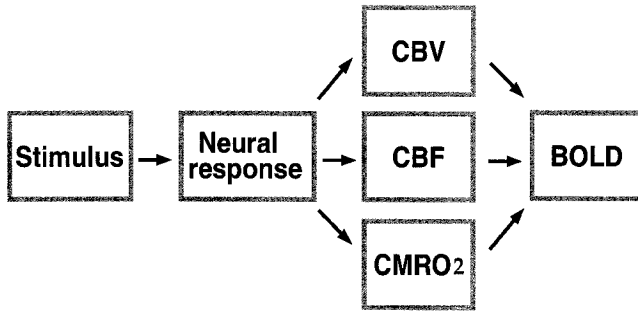 CBV
Stimulus
Neural
response
CBF
BOLD
CMRO2